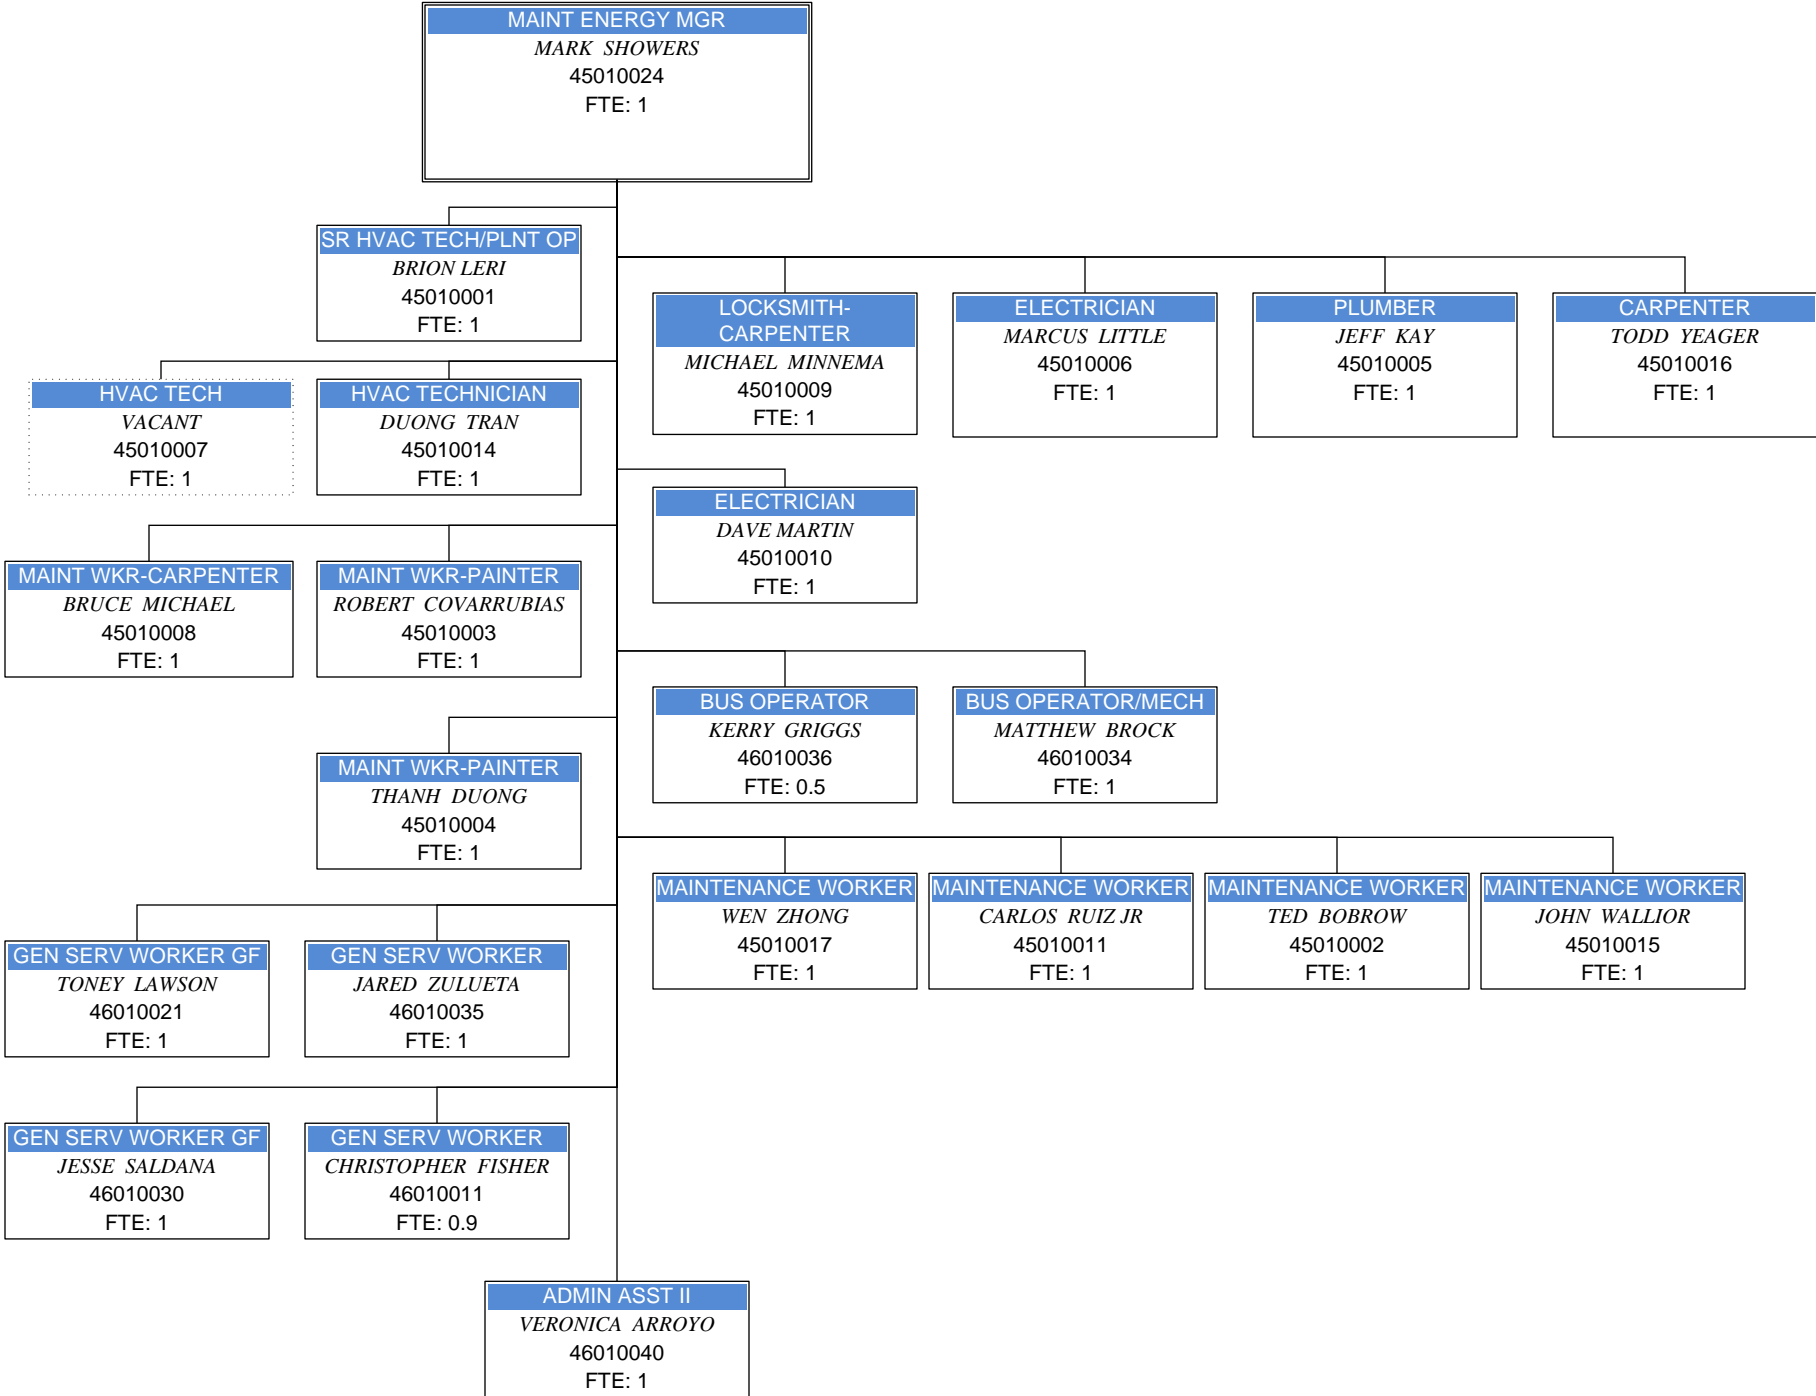 MAINT ENERGY MGR
MARK SHOWERS
45010024
FTE: 1
SR HVAC TECH/PLNT OP
BRION LERI
45010001
FTE: 1
LOCKSMITH-
CARPENTER
MICHAEL MINNEMA
45010009
FTE: 1
ELECTRICIAN
MARCUS LITTLE
45010006
FTE: 1
PLUMBER
JEFF KAY
45010005
FTE: 1
CARPENTER
TODD YEAGER
45010016
FTE: 1
HVAC TECH
VACANT
45010007
FTE: 1
HVAC TECHNICIAN
DUONG TRAN
45010014
FTE: 1
ELECTRICIAN
DAVE MARTIN
45010010
FTE: 1
MAINT WKR-CARPENTER
BRUCE MICHAEL
45010008
FTE: 1
MAINT WKR-PAINTER
ROBERT COVARRUBIAS
45010003
FTE: 1
BUS OPERATOR
KERRY GRIGGS
46010036
FTE: 0.5
BUS OPERATOR/MECH
MATTHEW BROCK
46010034
FTE: 1
MAINT WKR-PAINTER
THANH DUONG
45010004
FTE: 1
MAINTENANCE WORKER
WEN ZHONG
45010017
FTE: 1
MAINTENANCE WORKER
CARLOS RUIZ JR
45010011
FTE: 1
MAINTENANCE WORKER
TED BOBROW
45010002
FTE: 1
MAINTENANCE WORKER
JOHN WALLIOR
45010015
FTE: 1
GEN SERV WORKER GF
TONEY LAWSON
46010021
FTE: 1
GEN SERV WORKER
JARED ZULUETA
46010035
FTE: 1
GEN SERV WORKER GF
JESSE SALDANA
46010030
FTE: 1
GEN SERV WORKER
CHRISTOPHER FISHER
46010011
FTE: 0.9
ADMIN ASST II
VERONICA ARROYO
46010040
FTE: 1